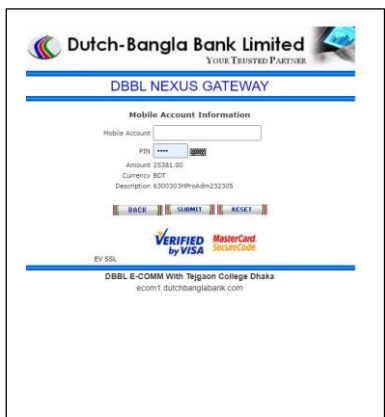 Dutch-Bangla Bank Limited
YOUR TRUSTED PARTNER
DBBL NEXUS GATEWAY
Mobile Account Information
Mobile Account
PIN ••••
Amount 25381.00
Currency BDT
Description 6300303HProAdm232305
BACK SUBMIT RESET
VERIFIED by VISA MasterCard. SecureCode.
EV SSL
DBBL E-COMM With Tejgaon College Dhaka
ecom1.dutchbanglabank.com